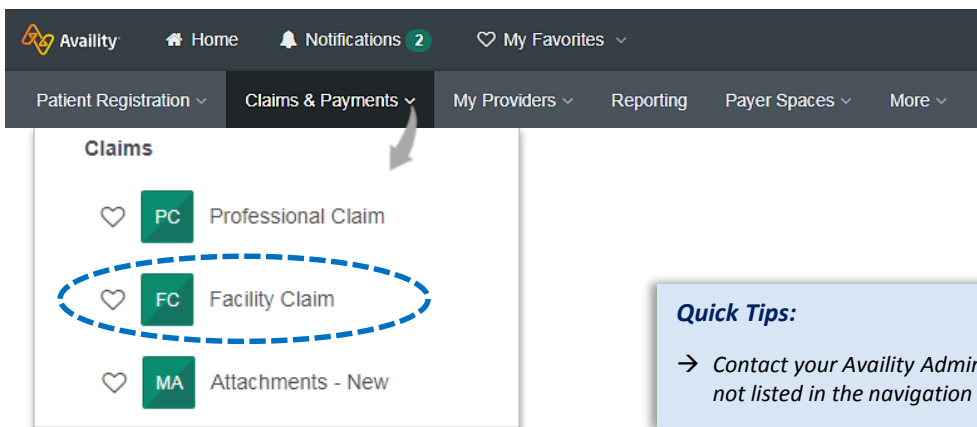 Availity Home Notifications 2 My Favorites
Patient Registration Claims & Payments My Providers Reporting Payer Spaces More
Claims
PC Professional Claim
FC Facility Claim
MA Attachments - New
Quick Tips:
→ Contact your Availity
not listed in the navigation